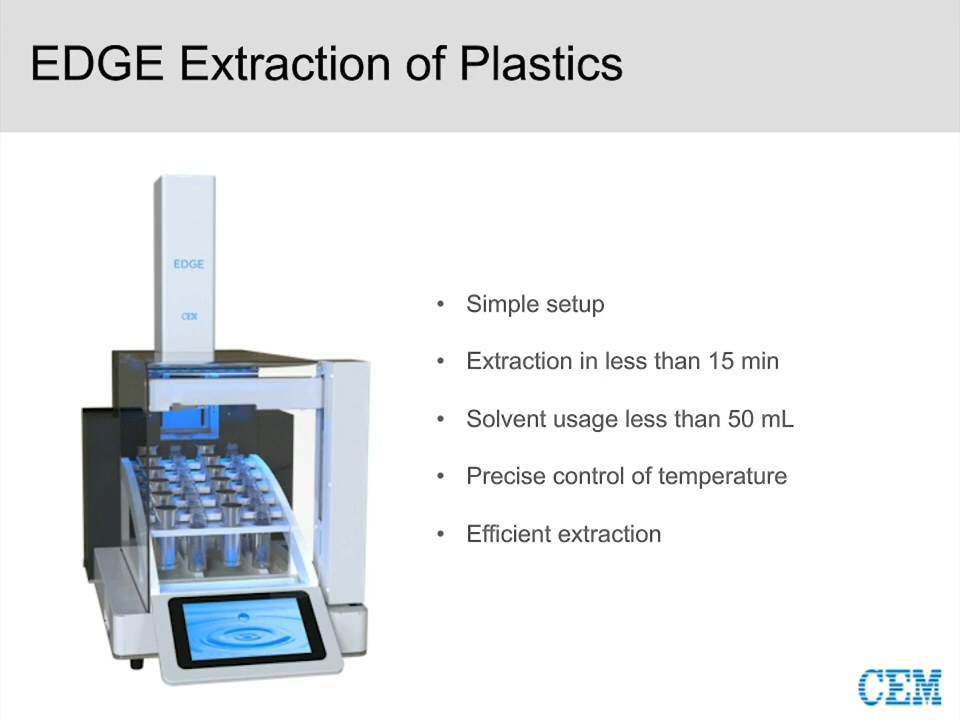 EDGE Extraction of Plastics
EDGE
CEM
• Simple setup
• Extraction in less than 15 min
• Solvent usage less than 50 mL
• Precise control of temperature
• Efficient extraction
CEM